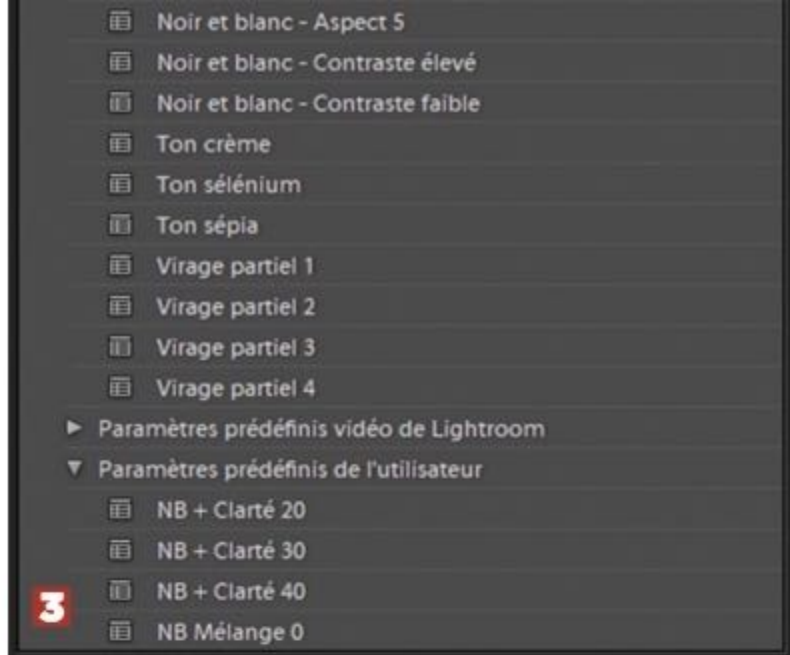 Noir et blanc - Aspect 5
Noir et blanc - Contraste élevé
Noir et blanc - Contraste faible
Ton crème
Ton sélénium
Ton sépia
Virage partiel 1
Virage partiel 2
Virage partiel 3
Virage partiel 4
Paramètres prédéfinis vidéo de Lightroom
Paramètres prédéfinis de l'utilisateur
NB + Clarté 20
NB + Clarté 30
NB + Clarté 40
3
NB Mélange 0